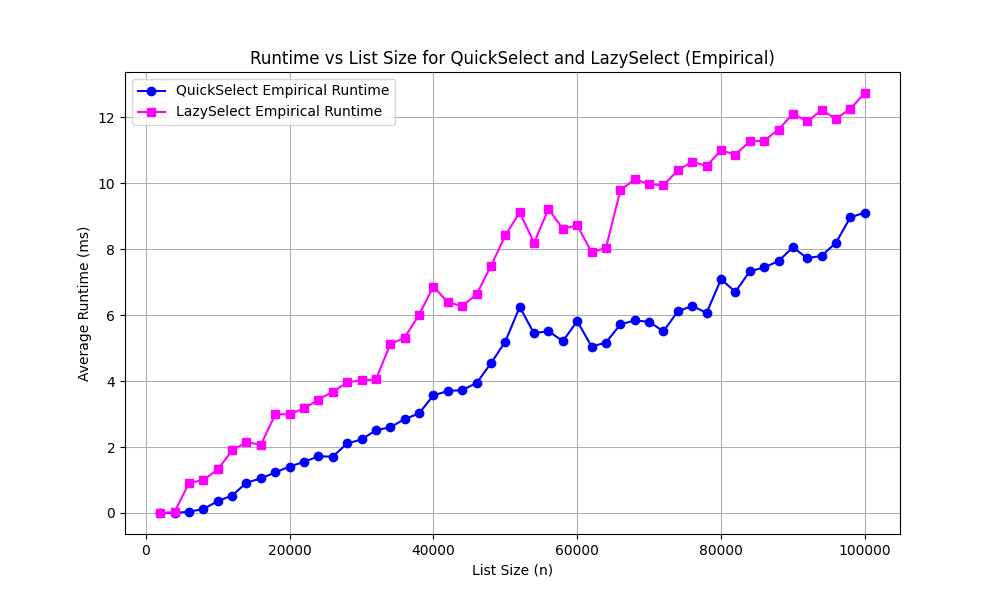 Runtime vs List Size for QuickSelect and LazySelect (Empirical)
QuickSelect Empirical Runtime
LazySelect Empirical Runtime
Average Runtime (ms)
12
10
8
6
4
2
0
0 20000 40000 60000 80000 100000
List Size (n)